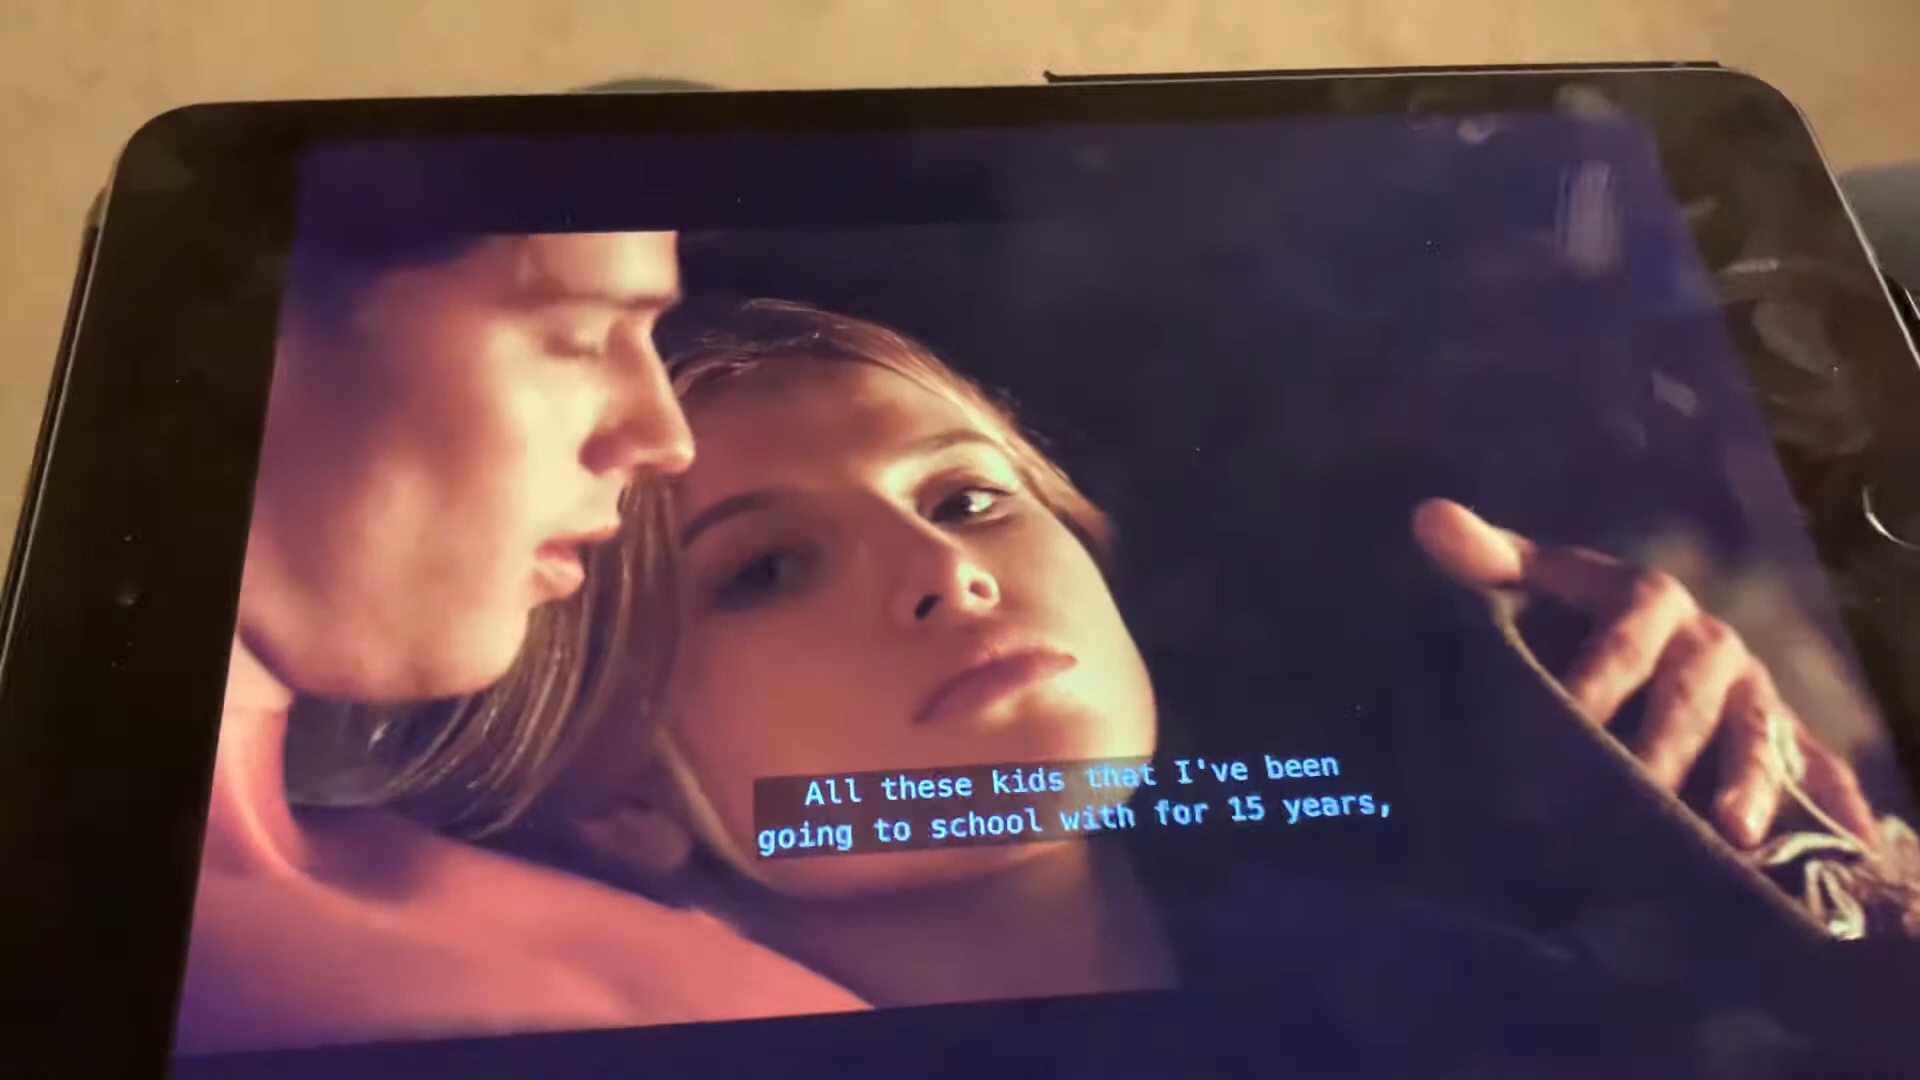 All these kids that I've been
going to school with for 15 years,